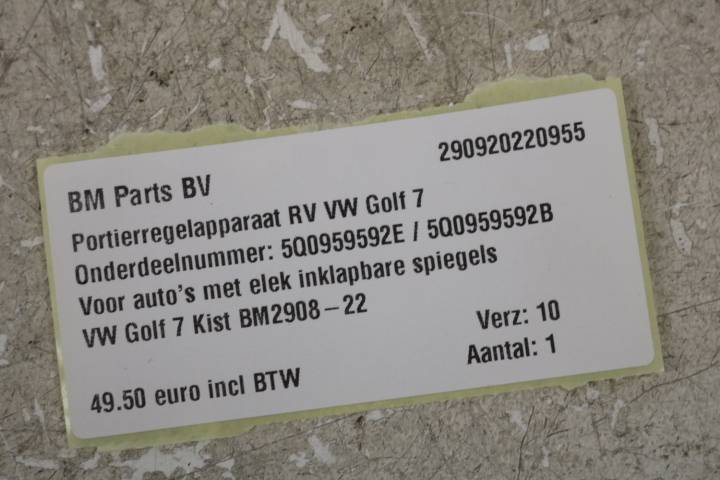 290920220955
BM Parts BV
Portierregelapparaat RV VW Golf 7
Onderdeelnummer: 5Q0959592E / 5Q0959592B
Voor auto's met elek inklapbare spiegels
VW Golf 7 Kist BM2908-22
Verz: 10
Aantal: 1
49.50 euro incl BTW